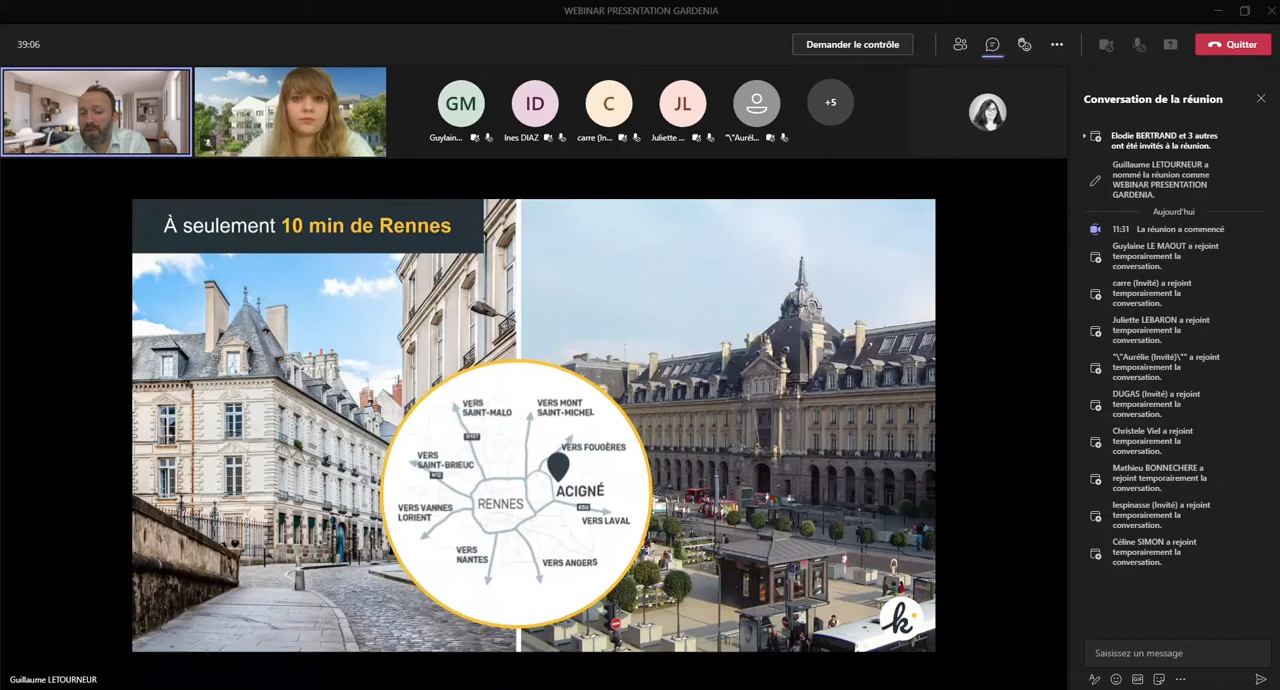 WEBINAR PRESENTATION GARDENIA
39:06
Demander le contrôle
Quitter
GM
ID
C
JL
+5
Guylain...
Ines DIAZ
carre (In...
Juliette ...
"\"Aurél...
Conversation de la réunion
Elodie BERTRAND et 3 autres
ont été invités à la réunion.
Guillaume LETOURNEUR a
nommé la réunion comme
WEBINAR PRESENTATION
GARDENIA.
Aujourd'hui
11:31 La réunion a commencé
Guylaine LE MAOUT a rejoint
temporairement la
conversation.
carre (Invité) a rejoint
temporairement la
conversation.
Juliette LEBARON a rejoint
temporairement la
conversation.
"\"Aurélie (Invité)\"" a rejoint
temporairement la
conversation.
DUGAS (Invité) a rejoint
temporairement la
conversation.
Christele Viel a rejoint
temporairement la
conversation.
Mathieu BONNECHERE a
rejoint temporairement la
conversation.
lespinasse (Invité) a rejoint
temporairement la
conversation.
Céline SIMON a rejoint
temporairement la
conversation.
Saisissez un message
GIF
À seulement 10 min de Rennes
VERS
SAINT-MALO
VERS MONT
SAINT-MICHEL
D137
VERS FOUGÈRES
VERS
SAINT-BRIEUC
N12
ACIGNÉ
RENNES
E50
VERS VANNES
LORIENT
VERS LAVAL
VERS
NANTES
VERS ANGERS
k
Guillaume LETOURNEUR